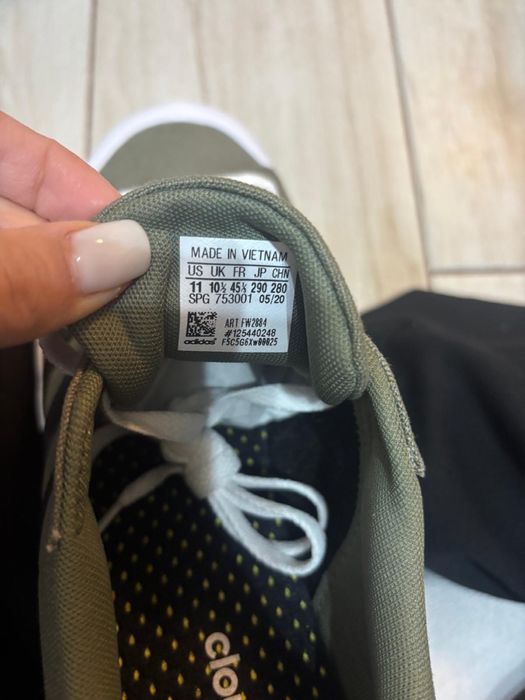 MADE IN VIETNAM
US UK FR JP CHN
11 10½ 45⅓ 290 280
SPG 753001 05/20
ART FW2884
#125440248
adidas F5C5G6Xw00025
clo